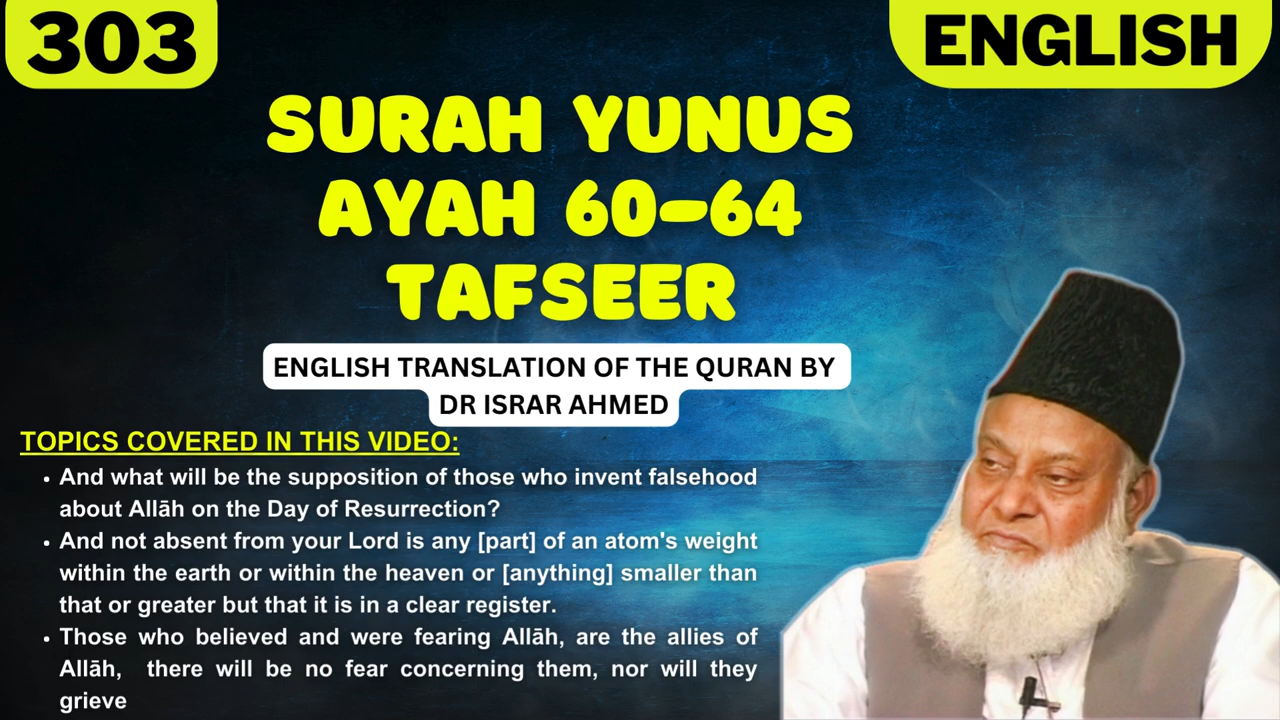 303
ENGLISH
SURAH YUNUS
AYAH 60-64
TAFSEER
ENGLISH TRANSLATION OF THE QURAN BY
DR ISRAR AHMED
TOPICS COVERED IN THIS VIDEO:
• And what will be the supposition of those who invent falsehood
about Allāh on the Day of Resurrection?
• And not absent from your Lord is any [part] of an atom's weight
within the earth or within the heaven or [anything] smaller than
that or greater but that it is in a clear register.
• Those who believed and were fearing Allāh, are the allies of
Allāh, there will be no fear concerning them, nor will they
grieve